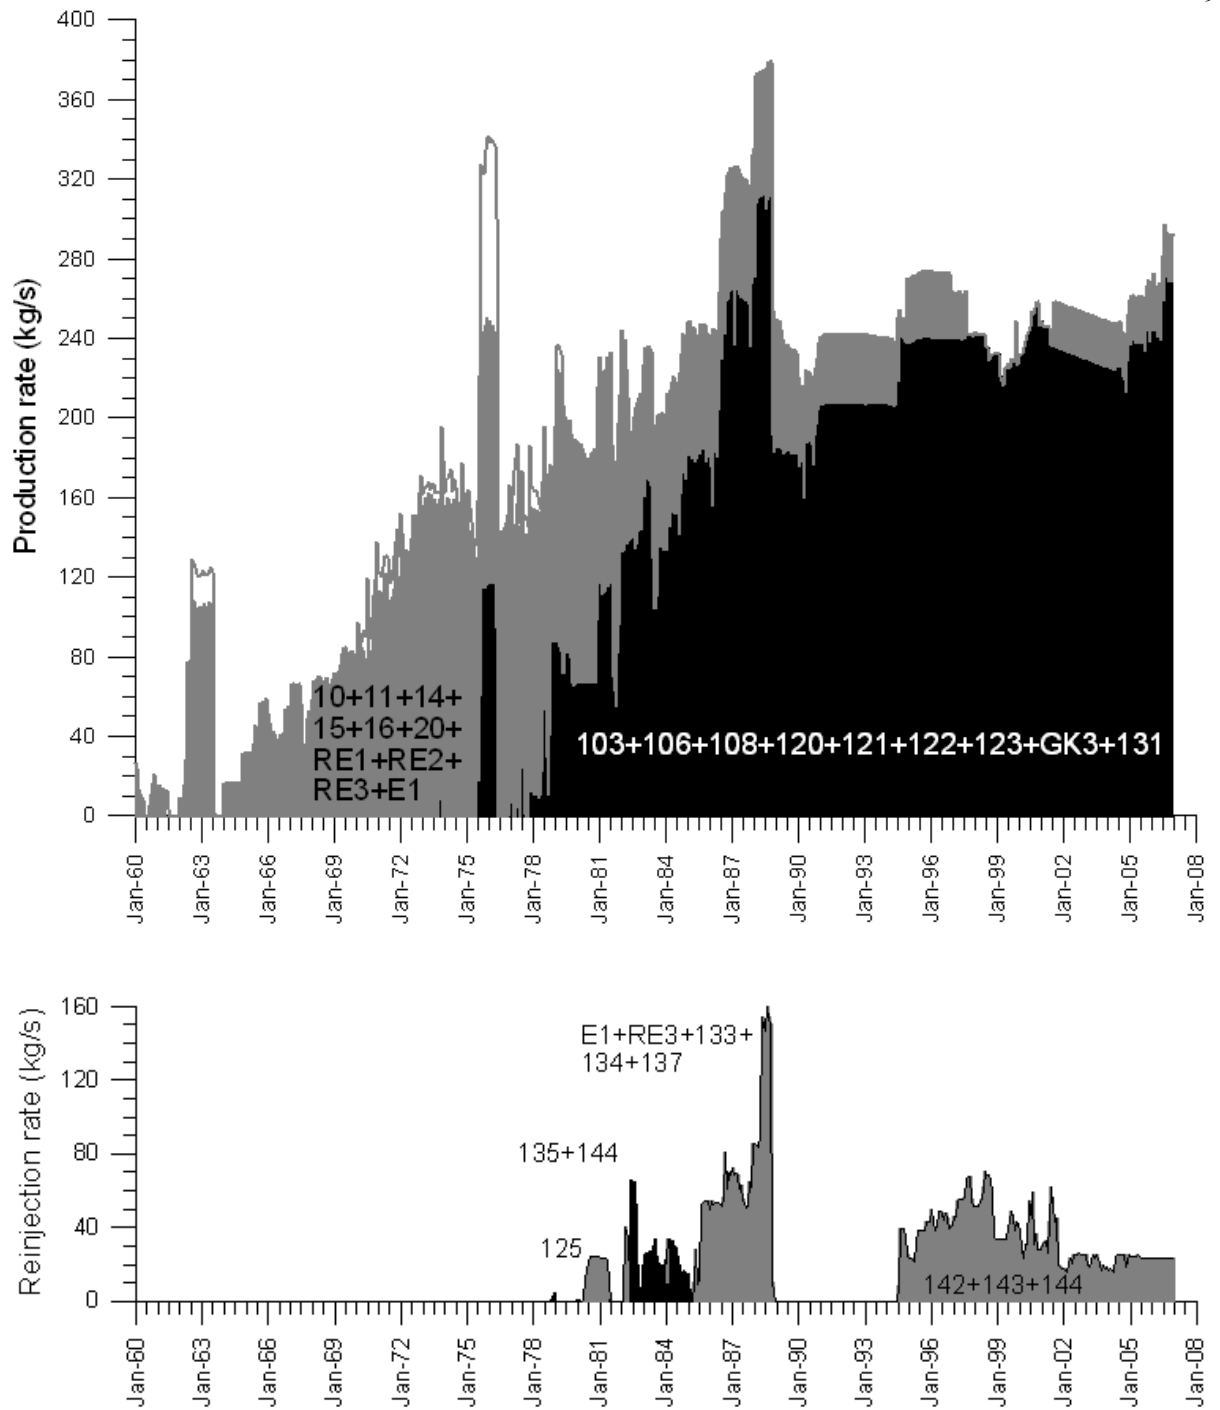 400
360
320
280
240
200
160
120
80
40
0
Production rate (kg/s)
10+11+14+
15+16+20+
RE1+RE2+
RE3+E1
103+106+108+120+121+122+123+GK3+131
Jan-60
Jan-63
Jan-66
Jan-69
Jan-72
Jan-75
Jan-78
Jan-81
Jan-84
Jan-87
Jan-90
Jan-93
Jan-96
Jan-99
Jan-02
Jan-05
Jan-08
160
120
80
40
0
Reinjection rate (kg/s)
E1+RE3+133+
134+137
135+144
125
142+143+144
Jan-60
Jan-63
Jan-66
Jan-69
Jan-72
Jan-75
Jan-78
Jan-81
Jan-84
Jan-87
Jan-90
Jan-93
Jan-96
Jan-99
Jan-02
Jan-05
Jan-08